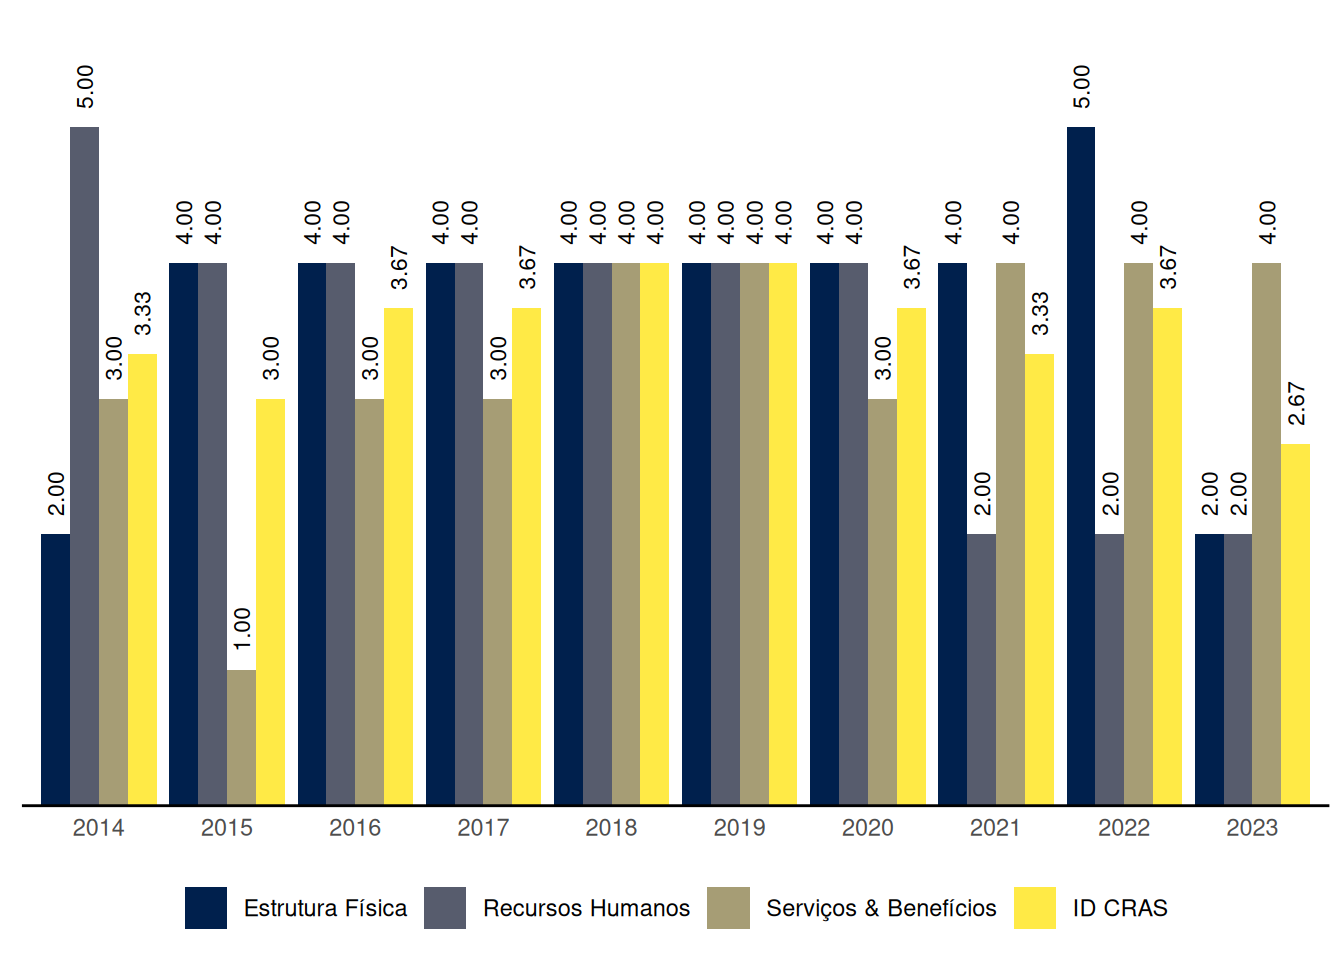 5.00 5.00
4.00 4.00 4.00 4.00 4.00 4.00 4.00 4.00 4.00 4.00 4.00 4.00 4.00 4.00 4.00 4.00 4.00 4.00 4.00 4.00
3.67 3.67 3.67 3.67
3.33 3.33
3.00 3.00 3.00 3.00 3.00
2.67
2.00 2.00 2.00 2.00 2.00
1.00
2014 2015 2016 2017 2018 2019 2020 2021 2022 2023
Estrutura Física Recursos Humanos Serviços & Benefícios ID CRAS